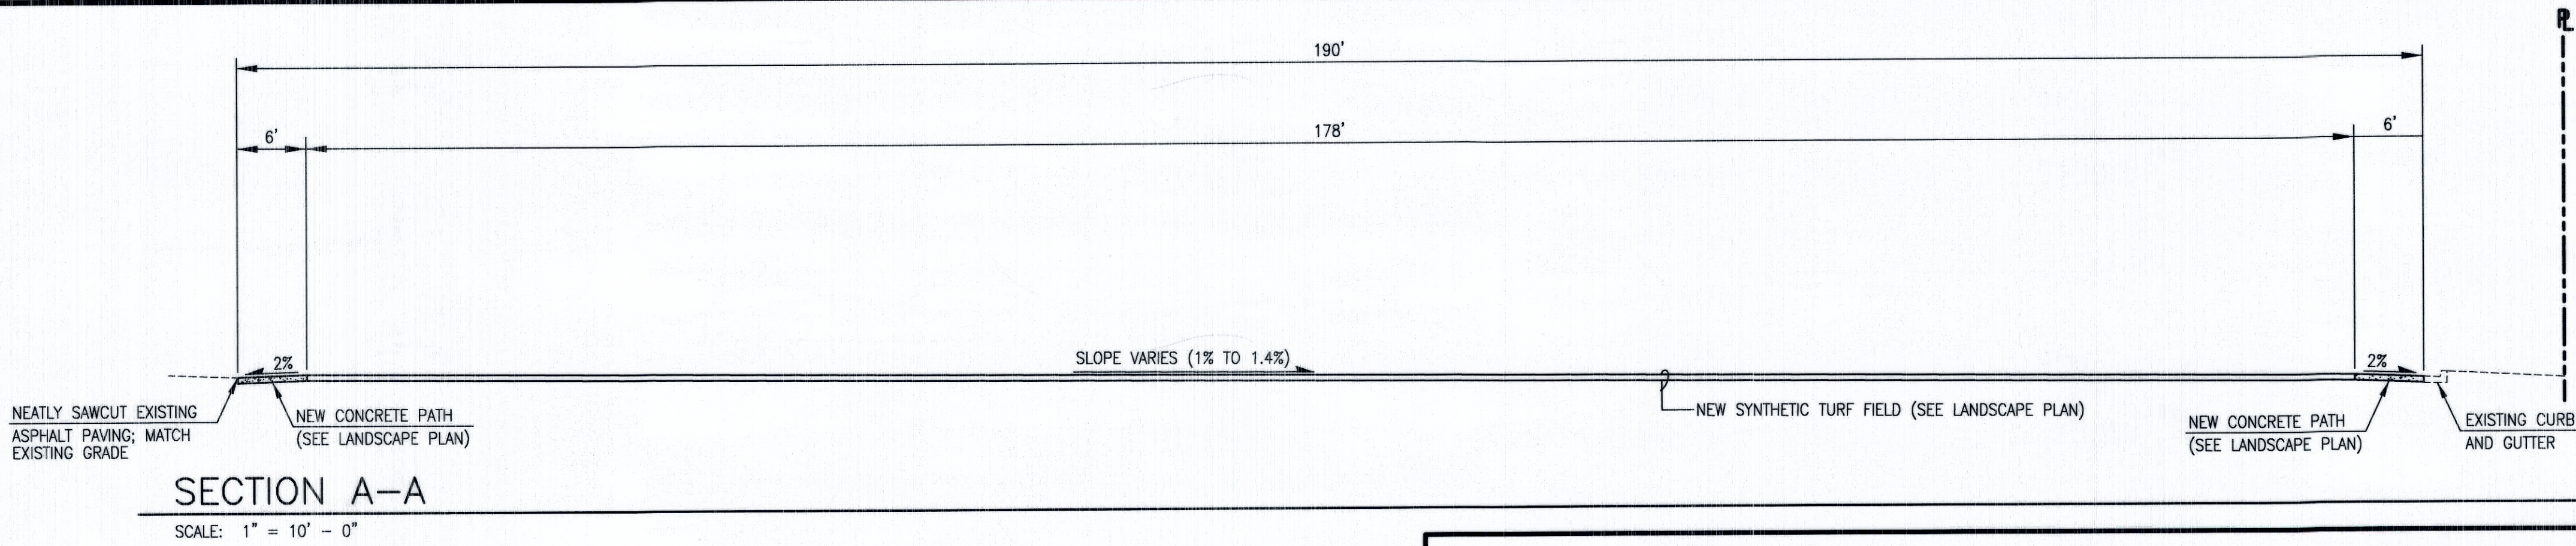 PL
190'
6'
178'
6'
2%
SLOPE VARIES (1% TO 1.4%)
2%
NEATLY SAWCUT EXISTING
ASPHALT PAVING; MATCH
EXISTING GRADE
NEW CONCRETE PATH
(SEE LANDSCAPE PLAN)
NEW SYNTHETIC TURF FIELD (SEE LANDSCAPE PLAN)
NEW CONCRETE PATH
(SEE LANDSCAPE PLAN)
EXISTING CURB
AND GUTTER
SECTION A-A
SCALE: 1" = 10' - 0"